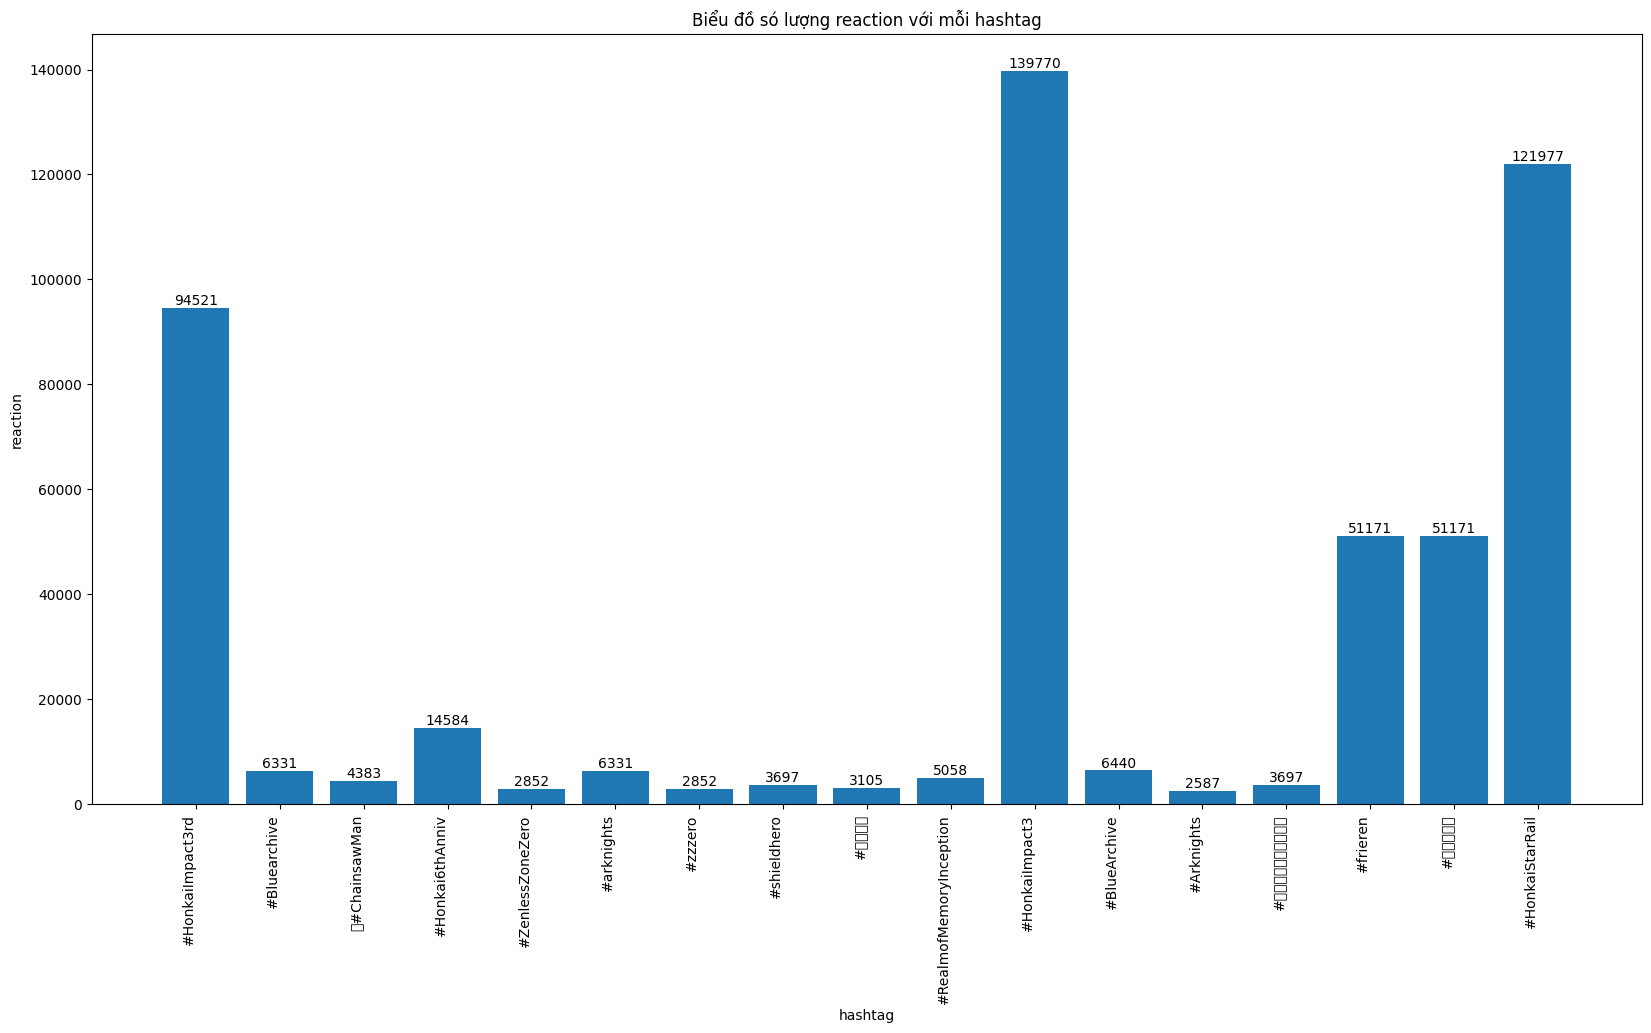 Biểu đồ só lượng reaction với mỗi hashtag
reaction
140000
120000
100000
80000
60000
40000
20000
0
94521
6331
4383
14584
2852
6331
2852
3697
3105
5058
139770
6440
2587
3697
51171
51171
121977
#HonkaiImpact3rd
#Bluearchive
#ChainsawMan
#Honkai6thAnniv
#ZenlessZoneZero
#arknights
#zzzero
#shieldhero
#
#RealmofMemoryInception
#HonkaiImpact3
#BlueArchive
#Arknights
#
#frieren
#
#HonkaiStarRail
hashtag